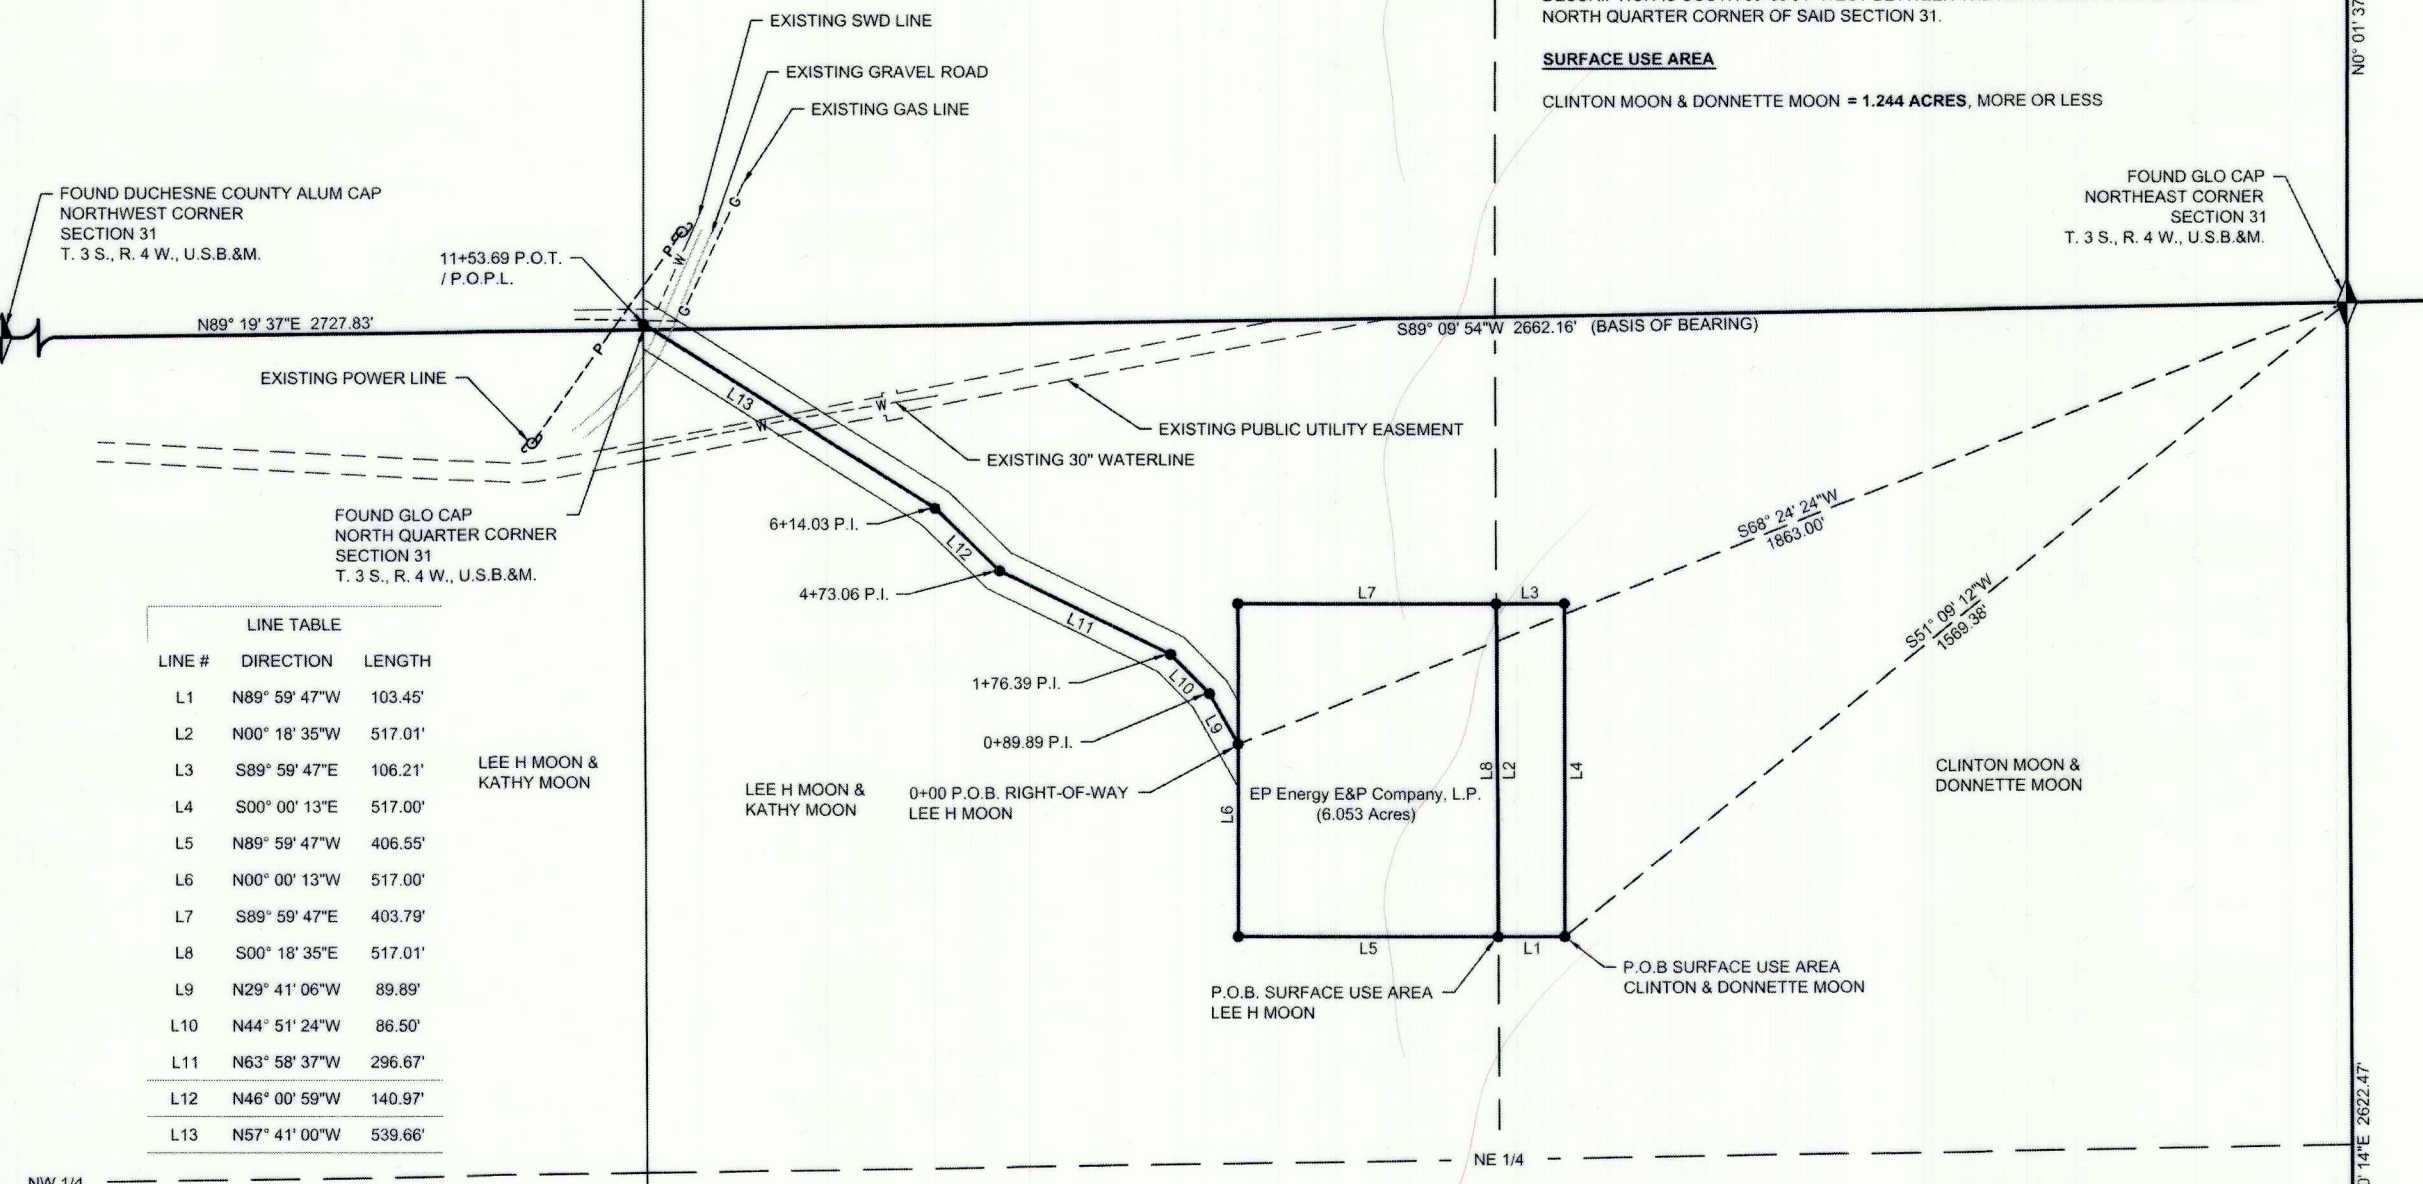 EXISTING SWD LINE
EXISTING GRAVEL ROAD
EXISTING GAS LINE
NORTH QUARTER CORNER OF SAID SECTION 31.
SURFACE USE AREA
CLINTON MOON & DONNETTE MOON = 1.244 ACRES, MORE OR LESS
N0° 01' 37
FOUND DUCHESNE COUNTY ALUM CAP
NORTHWEST CORNER
SECTION 31
T. 3 S., R. 4 W., U.S.B.&M.
11+53.69 P.O.T.
/ P.O.P.L.
FOUND GLO CAP
NORTHEAST CORNER
SECTION 31
T. 3 S., R. 4 W., U.S.B.&M.
P
W
G
G
P
N89° 19' 37"E 2727.83'
S89° 09' 54"W 2662.16' (BASIS OF BEARING)
EXISTING POWER LINE
L13
W
W
EXISTING PUBLIC UTILITY EASEMENT
EXISTING 30" WATERLINE
FOUND GLO CAP
NORTH QUARTER CORNER
SECTION 31
T. 3 S., R. 4 W., U.S.B.&M.
6+14.03 P.I.
L12
4+73.06 P.I.
L11
1+76.39 P.I.
L10
0+89.89 P.I.
L9
S68° 24' 24"W
1863.00'
S51° 09' 12"W
1569.38'
L7
L3
LINE TABLE
LINE # DIRECTION LENGTH
L1 N89° 59' 47"W 103.45'
L2 N00° 18' 35"W 517.01'
L3 S89° 59' 47"E 106.21'
L4 S00° 00' 13"E 517.00'
L5 N89° 59' 47"W 406.55'
L6 N00° 00' 13"W 517.00'
L7 S89° 59' 47"E 403.79'
L8 S00° 18' 35"E 517.01'
L9 N29° 41' 06"W 89.89'
L10 N44° 51' 24"W 86.50'
L11 N63° 58' 37"W 296.67'
L12 N46° 00' 59"W 140.97'
L13 N57° 41' 00"W 539.66'
LEE H MOON &
KATHY MOON
LEE H MOON &
KATHY MOON
0+00 P.O.B. RIGHT-OF-WAY
LEE H MOON
L6
EP Energy E&P Company, L.P.
(6.053 Acres)
L8
L2
L4
CLINTON MOON &
DONNETTE MOON
L5
L1
P.O.B. SURFACE USE AREA
LEE H MOON
P.O.B SURFACE USE AREA
CLINTON & DONNETTE MOON
NE 1/4
NW 1/4
14"E 2622.47'